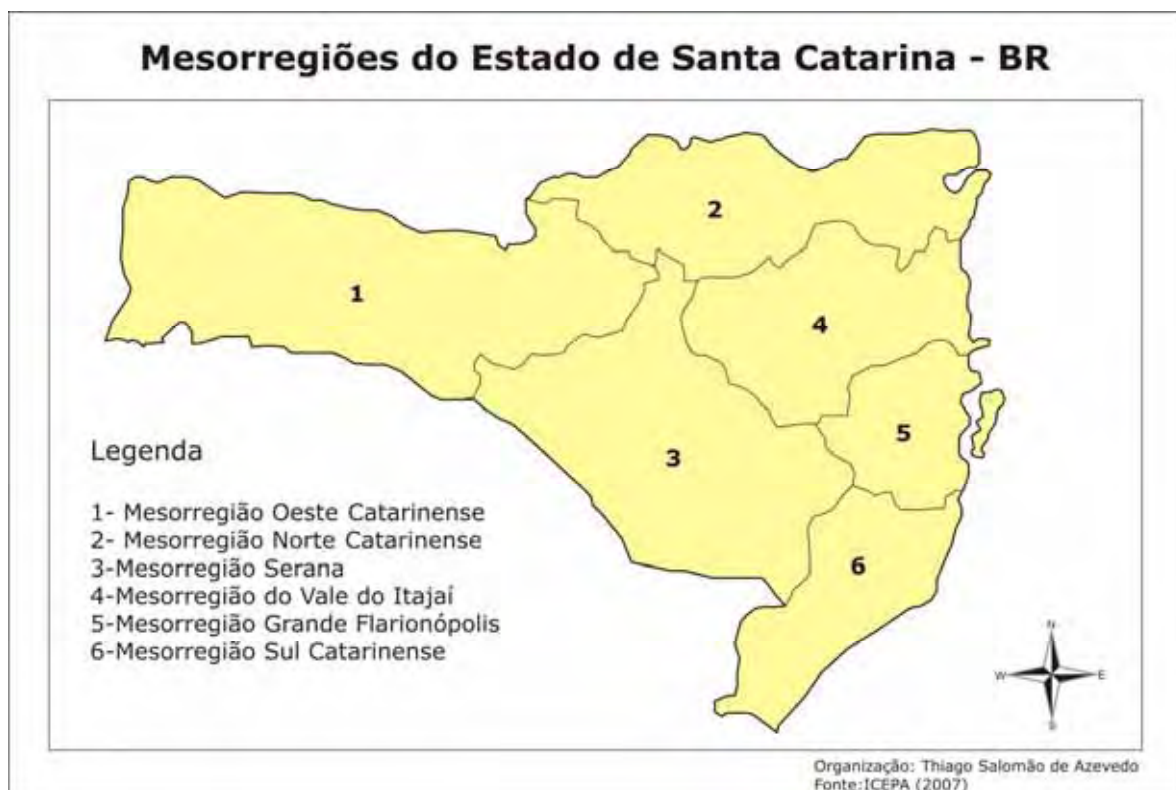 Mesorregiões do Estado de Santa Catarina - BR
2
1
4
5
3
6
Legenda
1- Mesorregião Oeste Catarinense
2- Mesorregião Norte Catarinense
3-Mesorregião Serana
4-Mesorregião do Vale do Itajaí
5-Mesorregião Grande Flarionópolis
6-Mesorregião Sul Catarinense
N
W E
S
Organização: Thiago Salomão de Azevedo
Fonte:ICEPA (2007)